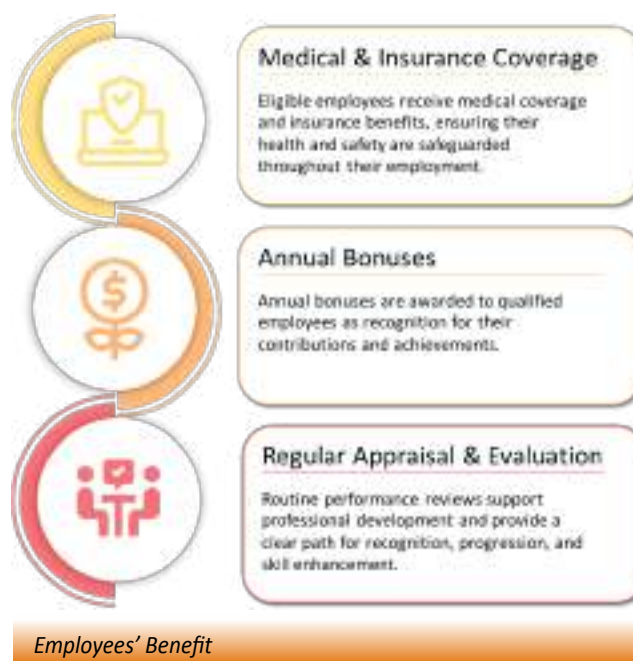 Medical & Insurance Coverage
Eligible employees receive medical coverage
and insurance benefits, ensuring their
health and safety are safeguarded
throughout their employment.
$
Annual Bonuses
Annual bonuses are awarded to qualified
employees as recognition for their
contributions and achievements.
Regular Appraisal & Evaluation
Routine performance reviews support
professional development and provide a
clear path for recognition, progression, and
skill enhancement.
Employees’ Benefit